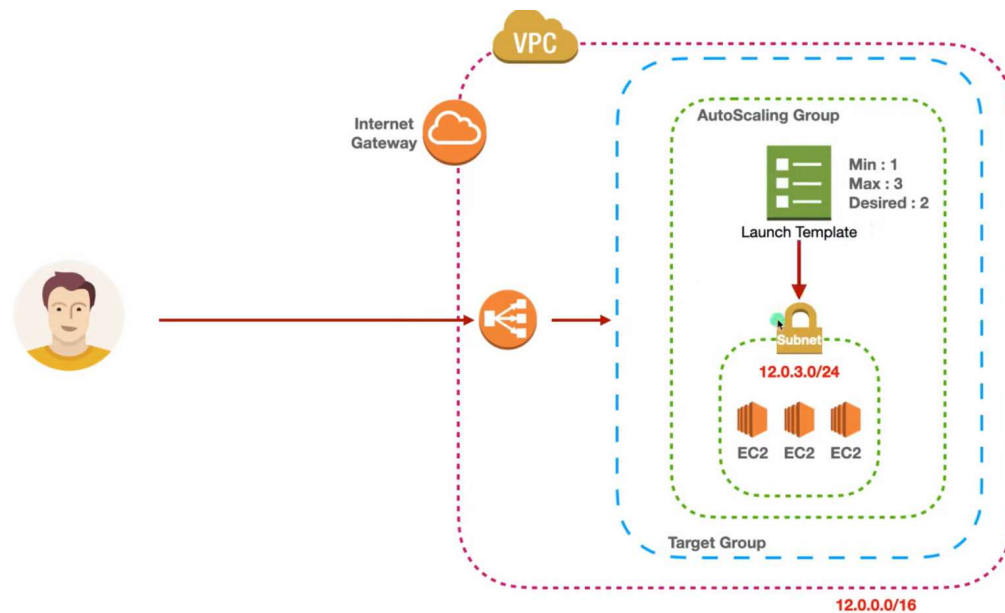 VPC
Internet
Gateway
AutoScaling Group
Min : 1
Max : 3
Desired : 2
Launch Template
Subnet
12.0.3.0/24
EC2 EC2 EC2
Target Group
12.0.0.0/16